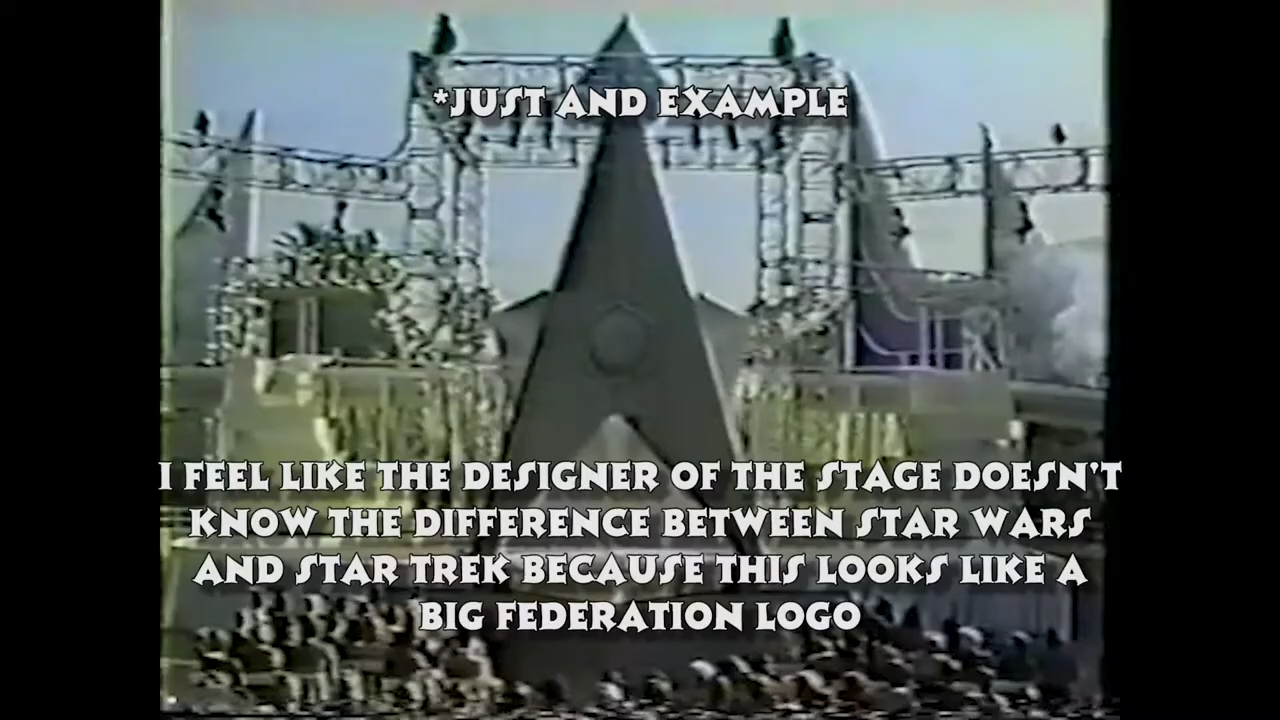 *JUST AND EXAMPLE
I FEEL LIKE THE DESIGNER OF THE STAGE DOESN'T
KNOW THE DIFFERENCE BETWEEN STAR WARS
AND STAR TREK BECAUSE THIS LOOKS LIKE A
BIG FEDERATION LOGO